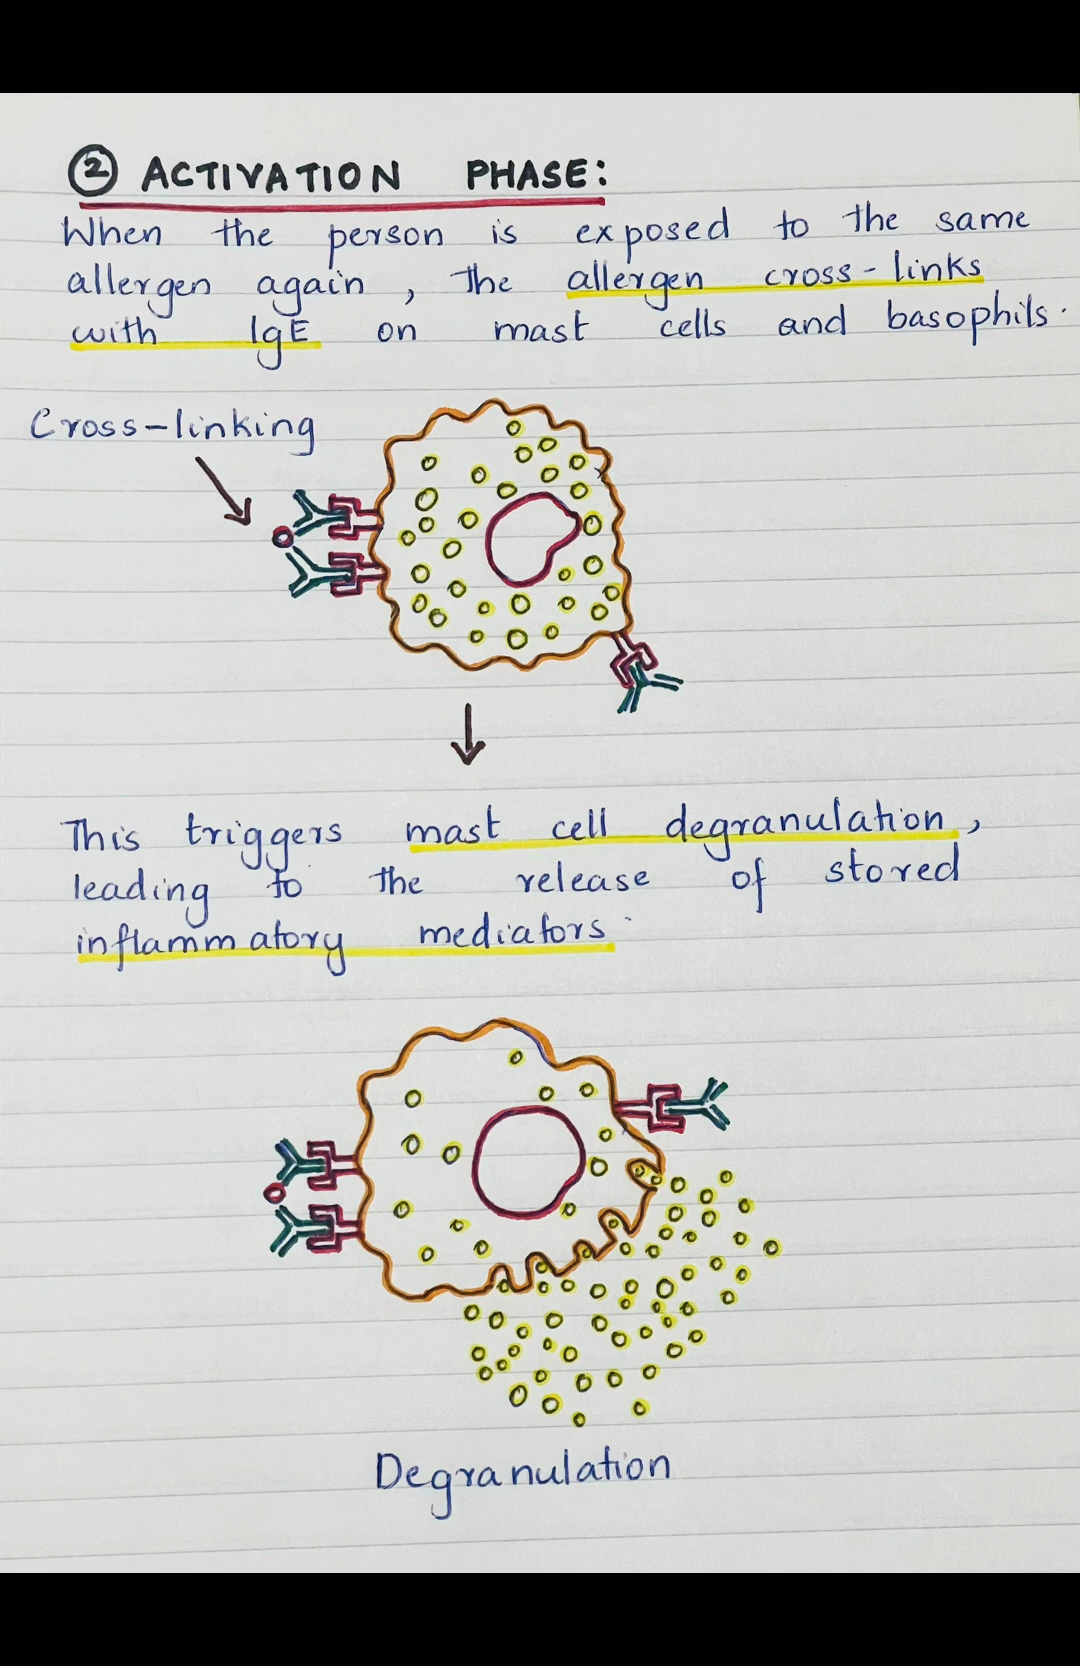 ② ACTIVATION PHASE:
When the person is exposed to the same
allergen again, the allergen cross-links
with IgE on mast cells and basophils.
Cross-linking
This triggers mast cell degranulation,
leading to the release of stored
inflammatory mediators.
Degranulation